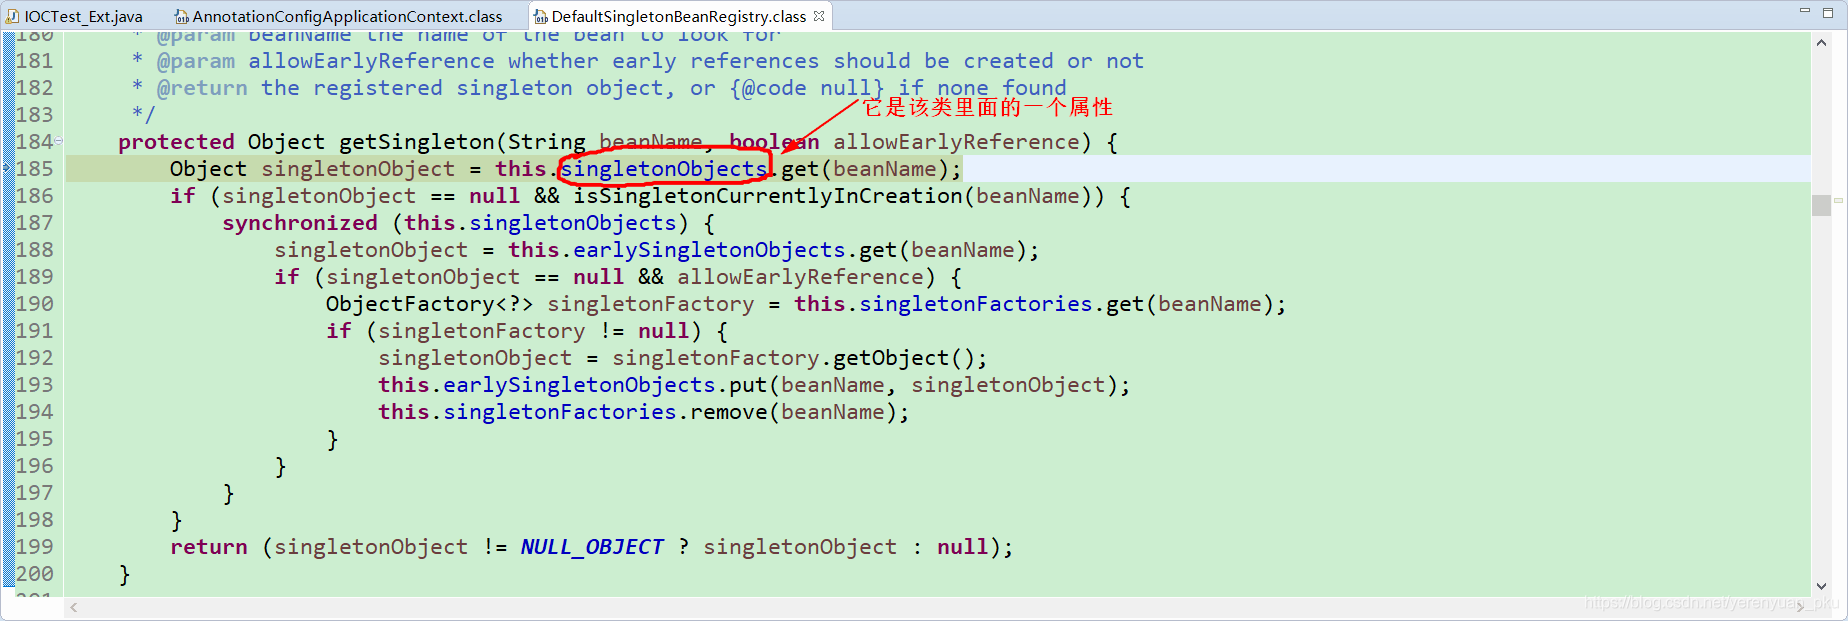 IOCTest_Ext.java AnnotationConfigApplicationContext.class DefaultSingletonBeanRegistry.class
180 * @param beanName the name of the bean to look for
181 * @param allowEarlyReference whether early references should be created or not
182 * @return the registered singleton object, or {@code null} if none found
183 */
它是该类里面的一个属性
184 protected Object getSingleton(String beanName, boolean allowEarlyReference) {
185 Object singletonObject = this.singletonObjects.get(beanName);
186 if (singletonObject == null && isSingletonCurrentlyInCreation(beanName)) {
187 synchronized (this.singletonObjects) {
188 singletonObject = this.earlySingletonObjects.get(beanName);
189 if (singletonObject == null && allowEarlyReference) {
190 ObjectFactory<?> singletonFactory = this.singletonFactories.get(beanName);
191 if (singletonFactory != null) {
192 singletonObject = singletonFactory.getObject();
193 this.earlySingletonObjects.put(beanName, singletonObject);
194 this.singletonFactories.remove(beanName);
195 }
196 }
197 }
198 }
199 return (singletonObject != NULL_OBJECT ? singletonObject : null);
200 }
201
https://blog.csdn.net/yerenyuan_pku